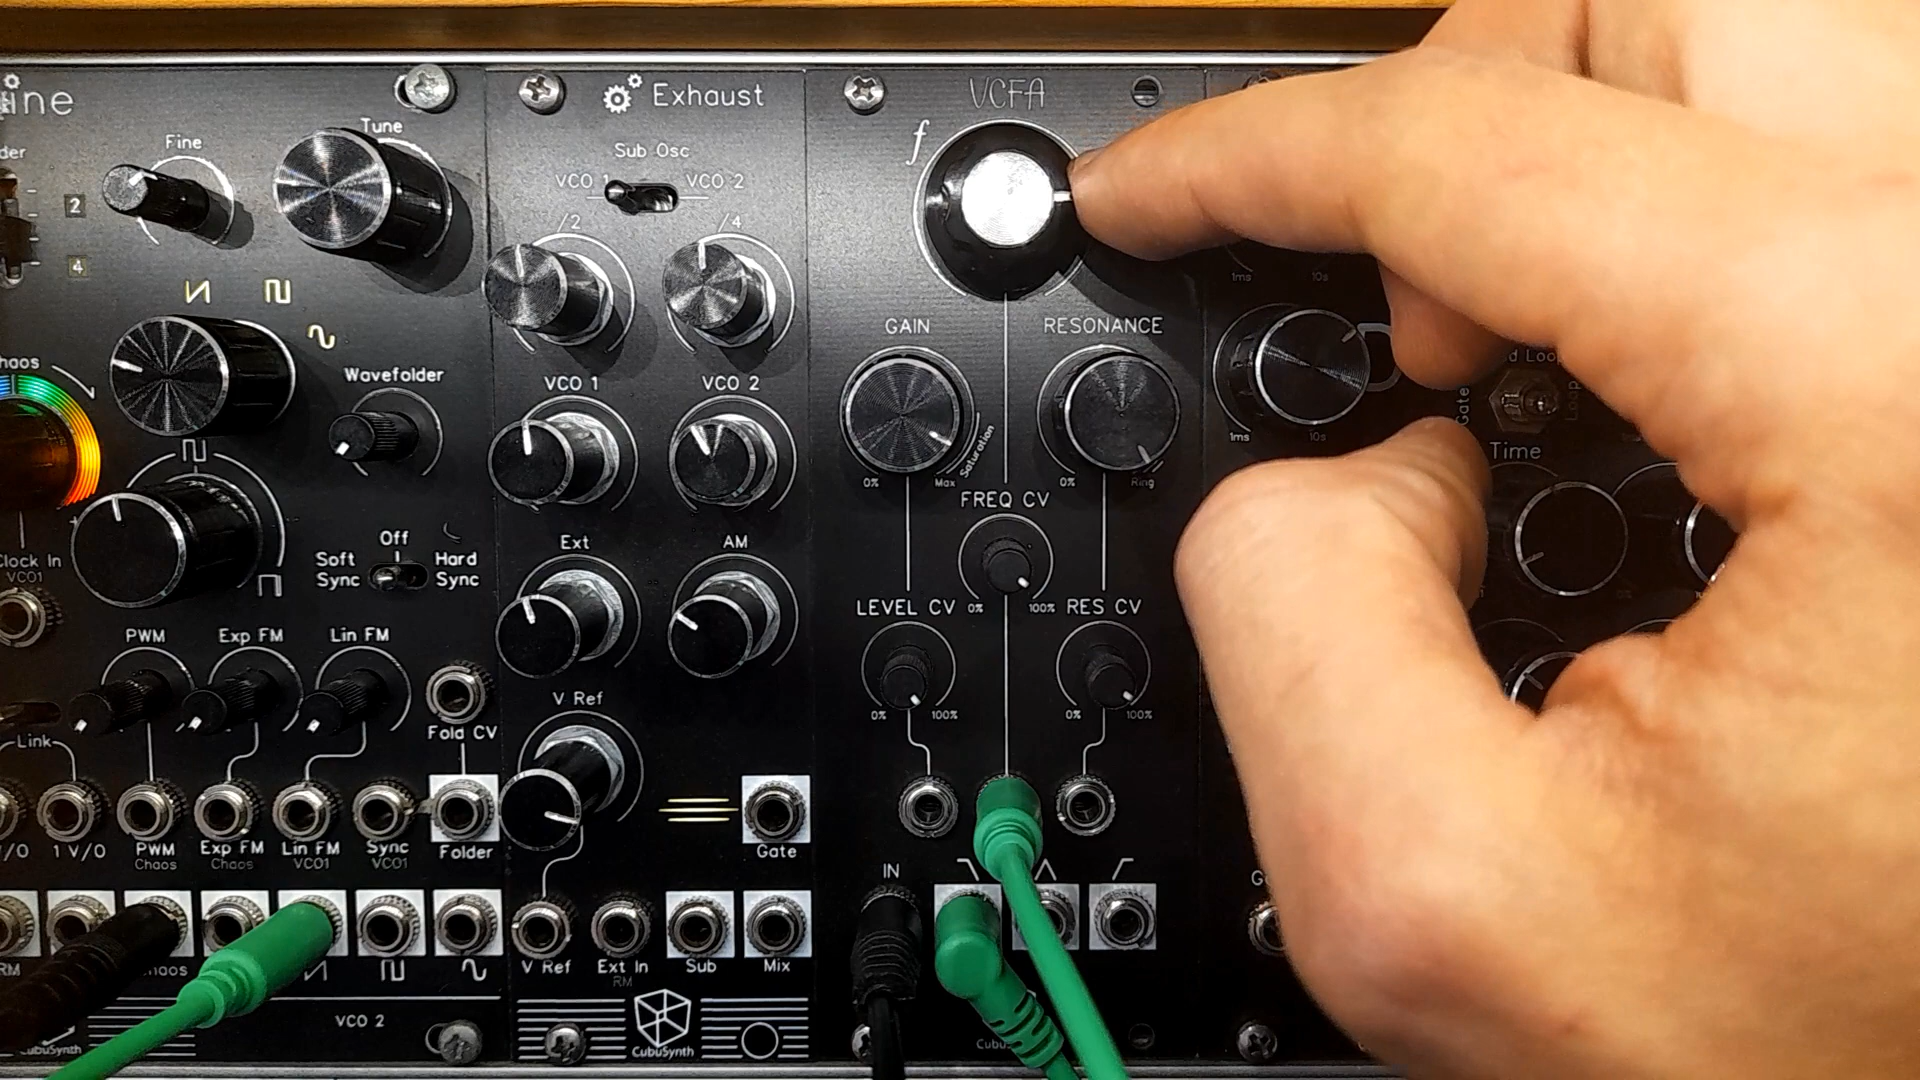 ine
Fine
Tune
2
4
haos
Wavefolder
Soft
Sync
Off
Hard
Sync
Clock In
VCO1
PWM
Exp FM
Lin FM
Fold CV
Link
1 V/O
PWM
Chaos
Exp FM
Chaos
Lin FM
VCO1
Sync
VCO1
Folder
VCO 2
Exhaust
Sub Osc
VCO 1
VCO 2
/2
/4
VCO 1
VCO 2
Ext
AM
V Ref
Gate
V Ref
Ext In
RM
Sub
Mix
CubuSynth
VCFA
f
GAIN
RESONANCE
0%
Max
Saturation
0%
Ring
FREQ CV
0%
100%
LEVEL CV
RES CV
0%
100%
0%
100%
IN
Cubu
1ms
10s
1ms
10s
Gate
Loop
Loop
Time